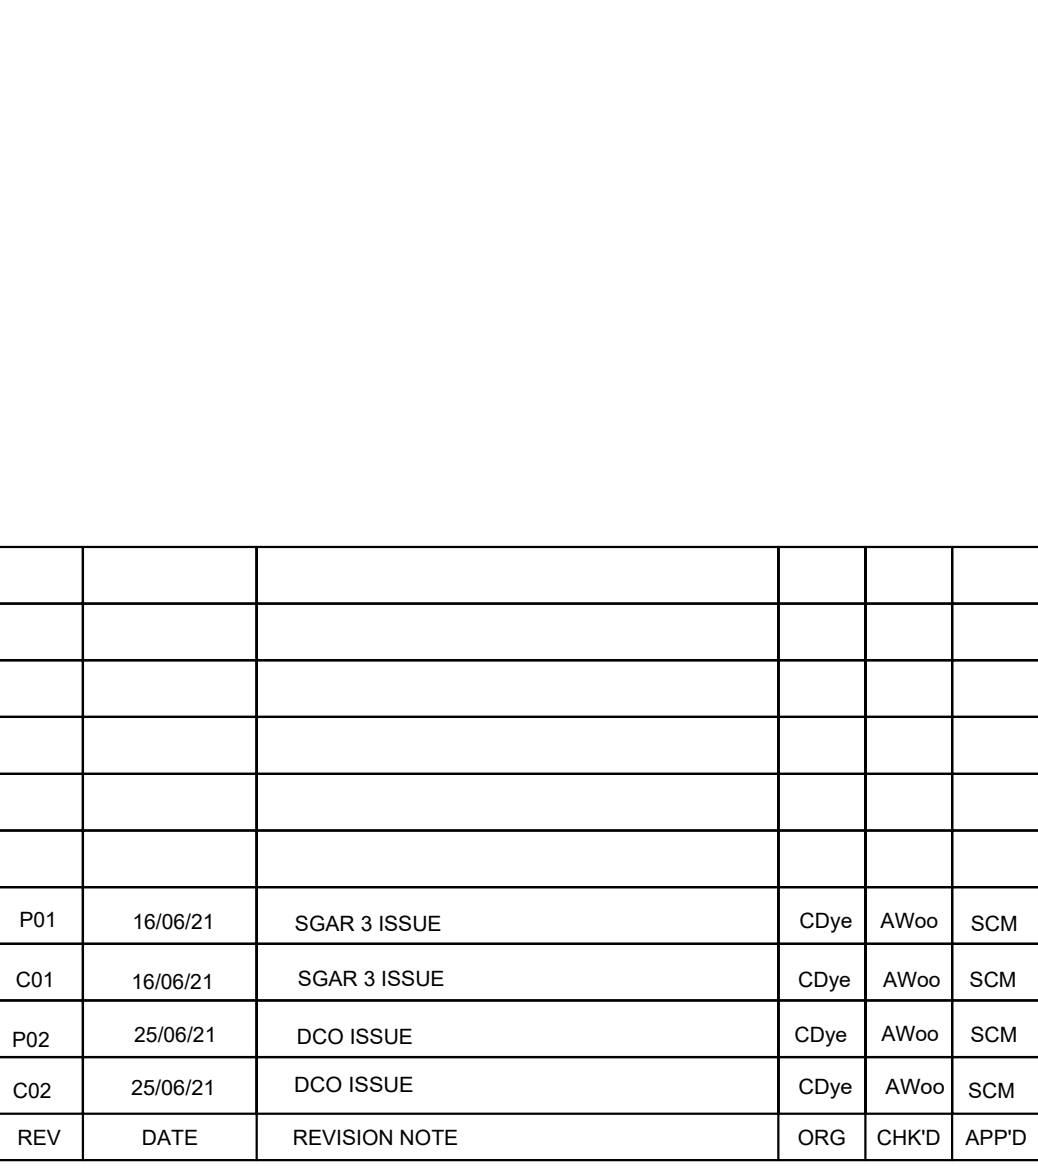 P01 16/06/21 SGAR 3 ISSUE CDye AWoo SCM
C01 16/06/21 SGAR 3 ISSUE CDye AWoo SCM
P02 25/06/21 DCO ISSUE CDye AWoo SCM
C02 25/06/21 DCO ISSUE CDye AWoo SCM
REV DATE REVISION NOTE ORG CHK'D APP'D